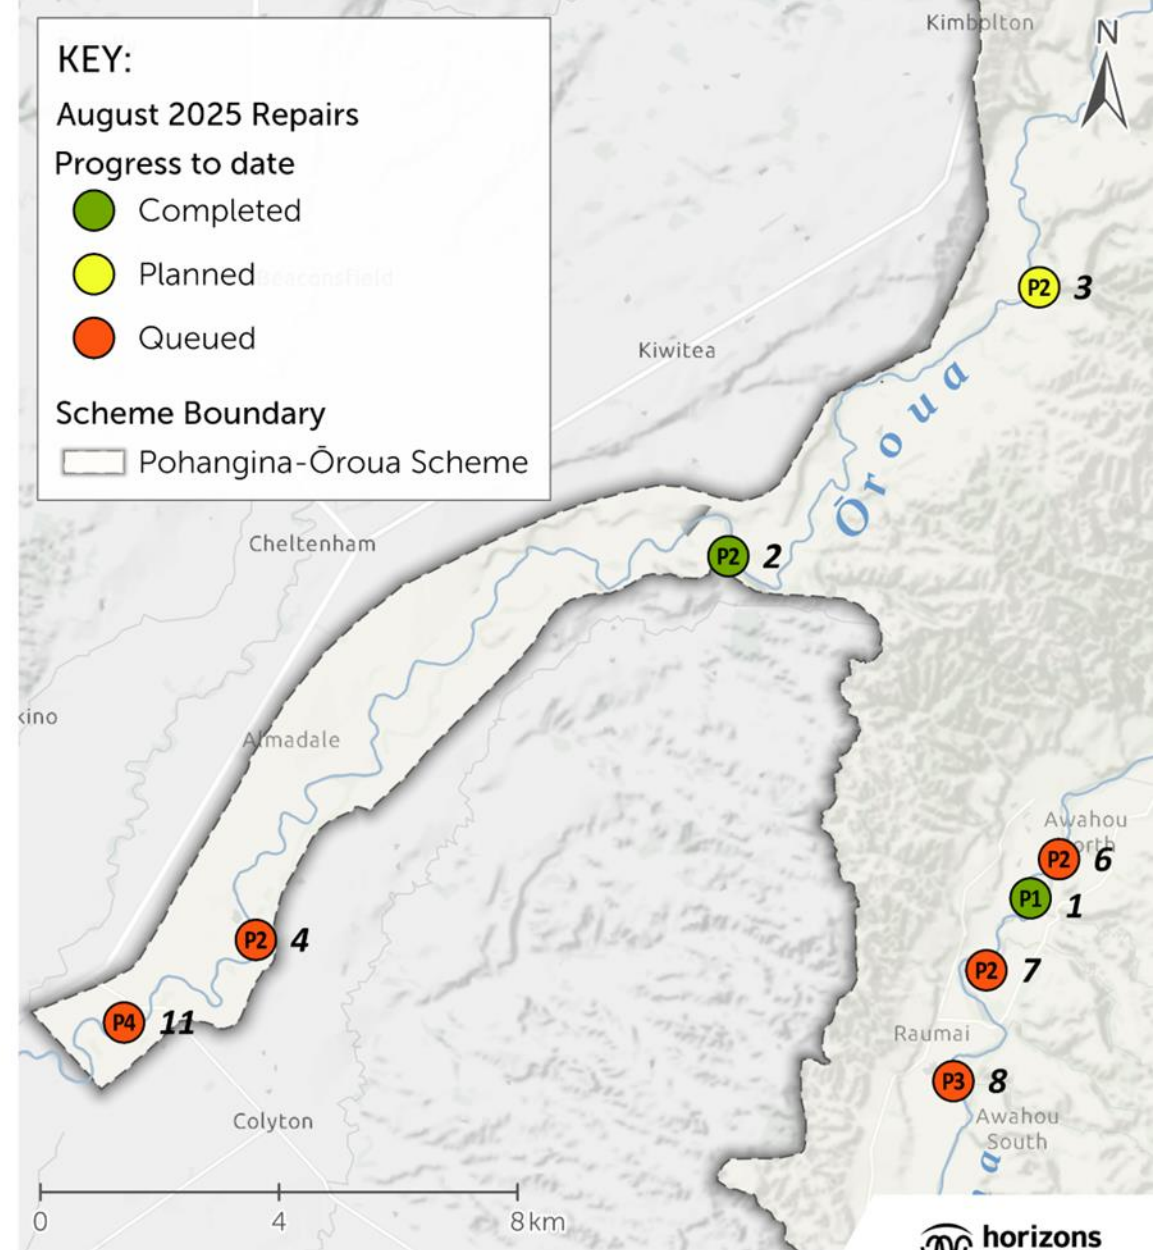 KEY:
August 2025 Repairs
Progress to date
Completed
Planned
Beaconsfield
Queued
Scheme Boundary
Pohangina-Ōroua Scheme
Kimbolton
N
P2 3
Kiwitea
Ōroua
Cheltenham
P2 2
Almadale
Awahou
P2 6
P1 1
P2 4
P2 7
P4 11
Raumai
P3 8
Colyton
Awahou
South
a
0 4 8 km
horizons